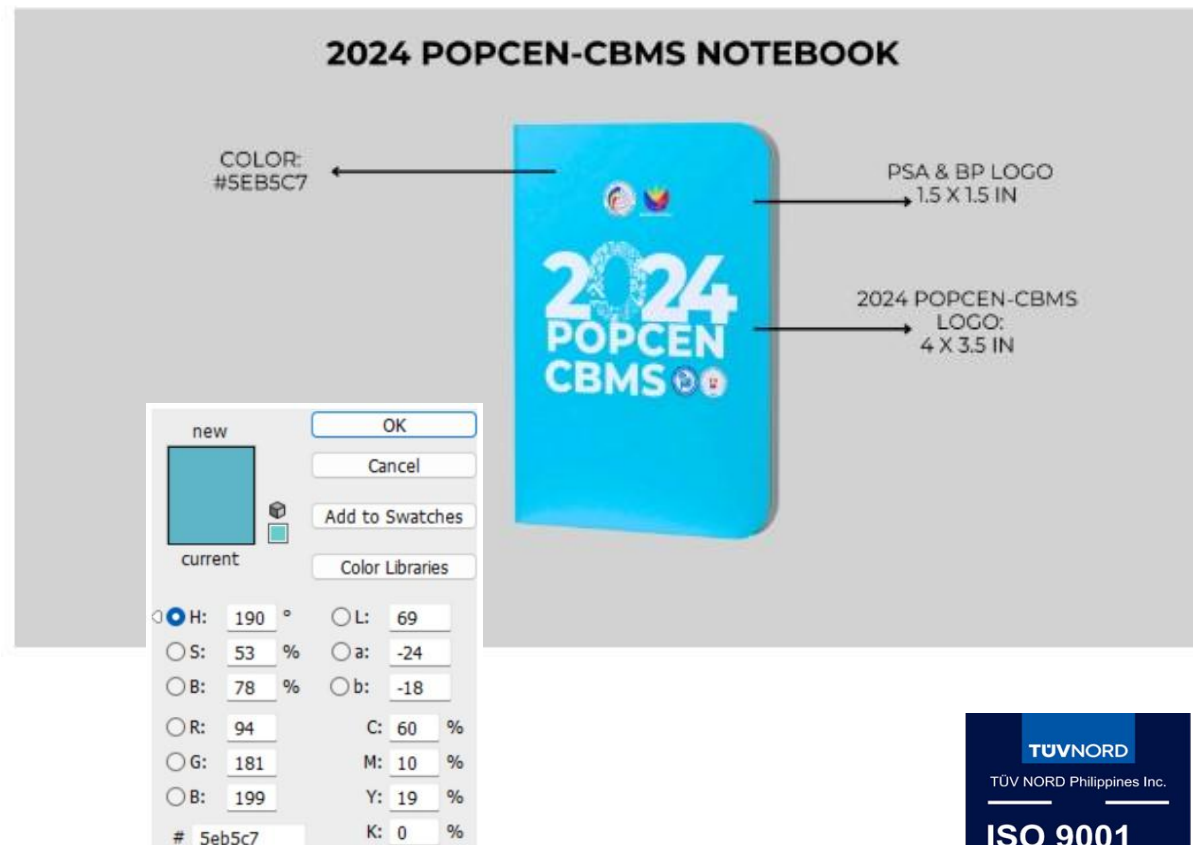 2024 POPCEN-CBMS NOTEBOOK
COLOR:
#5EB5C7
PSA & BP LOGO
1.5 X 1.5 IN
2024
POPCEN
CBMS
2024 POPCEN-CBMS
LOGO:
4 X 3.5 IN
new
current
OK
Cancel
Add to Swatches
Color Libraries
H: 190 °
S: 53 %
B: 78 %
R: 94
G: 181
B: 199
# 5eb5c7
L: 69
a: -24
b: -18
C: 60 %
M: 10 %
Y: 19 %
K: 0 %
TÜVNORD
TÜV NORD Philippines Inc.
ISO 9001